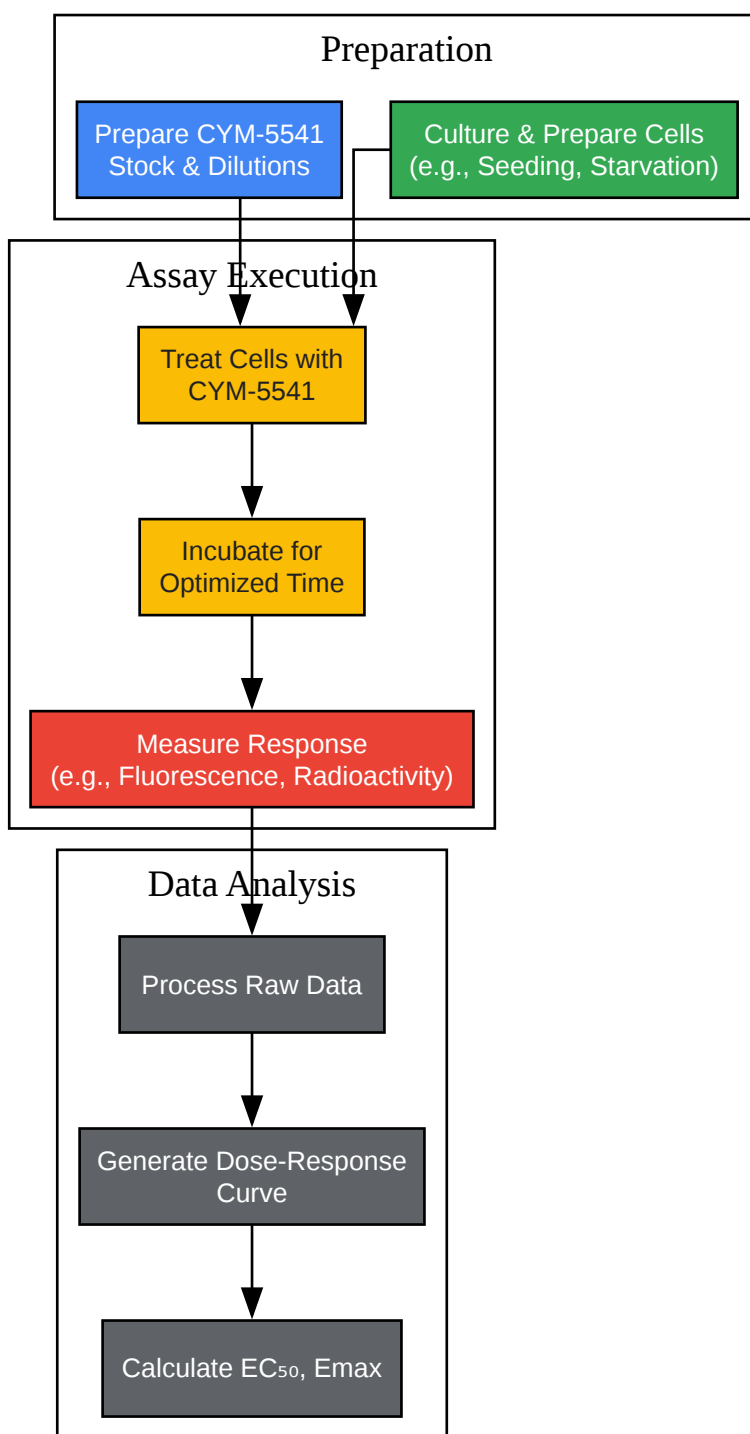 Preparation
Prepare CYM-5541
Stock & Dilutions
Culture & Prepare Cells
(e.g., Seeding, Starvation)
Assay Execution
Treat Cells with
CYM-5541
Incubate for
Optimized Time
Measure Response
(e.g., Fluorescence, Radioactivity)
Data Analysis
Process Raw Data
Generate Dose-Response
Curve
Calculate EC₅₀, Emax